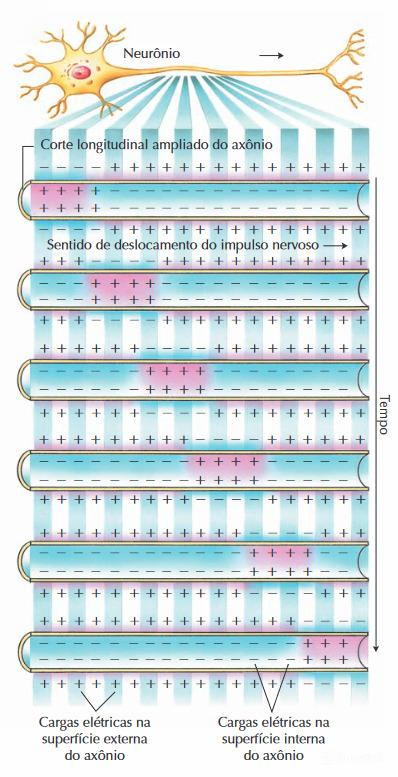 Neurônio
Corte longitudinal ampliado do axônio
Sentido de deslocamento do impulso nervoso
Tempo
Cargas elétricas na
superfície externa
do axônio
Cargas elétricas na
superfície interna
do axônio